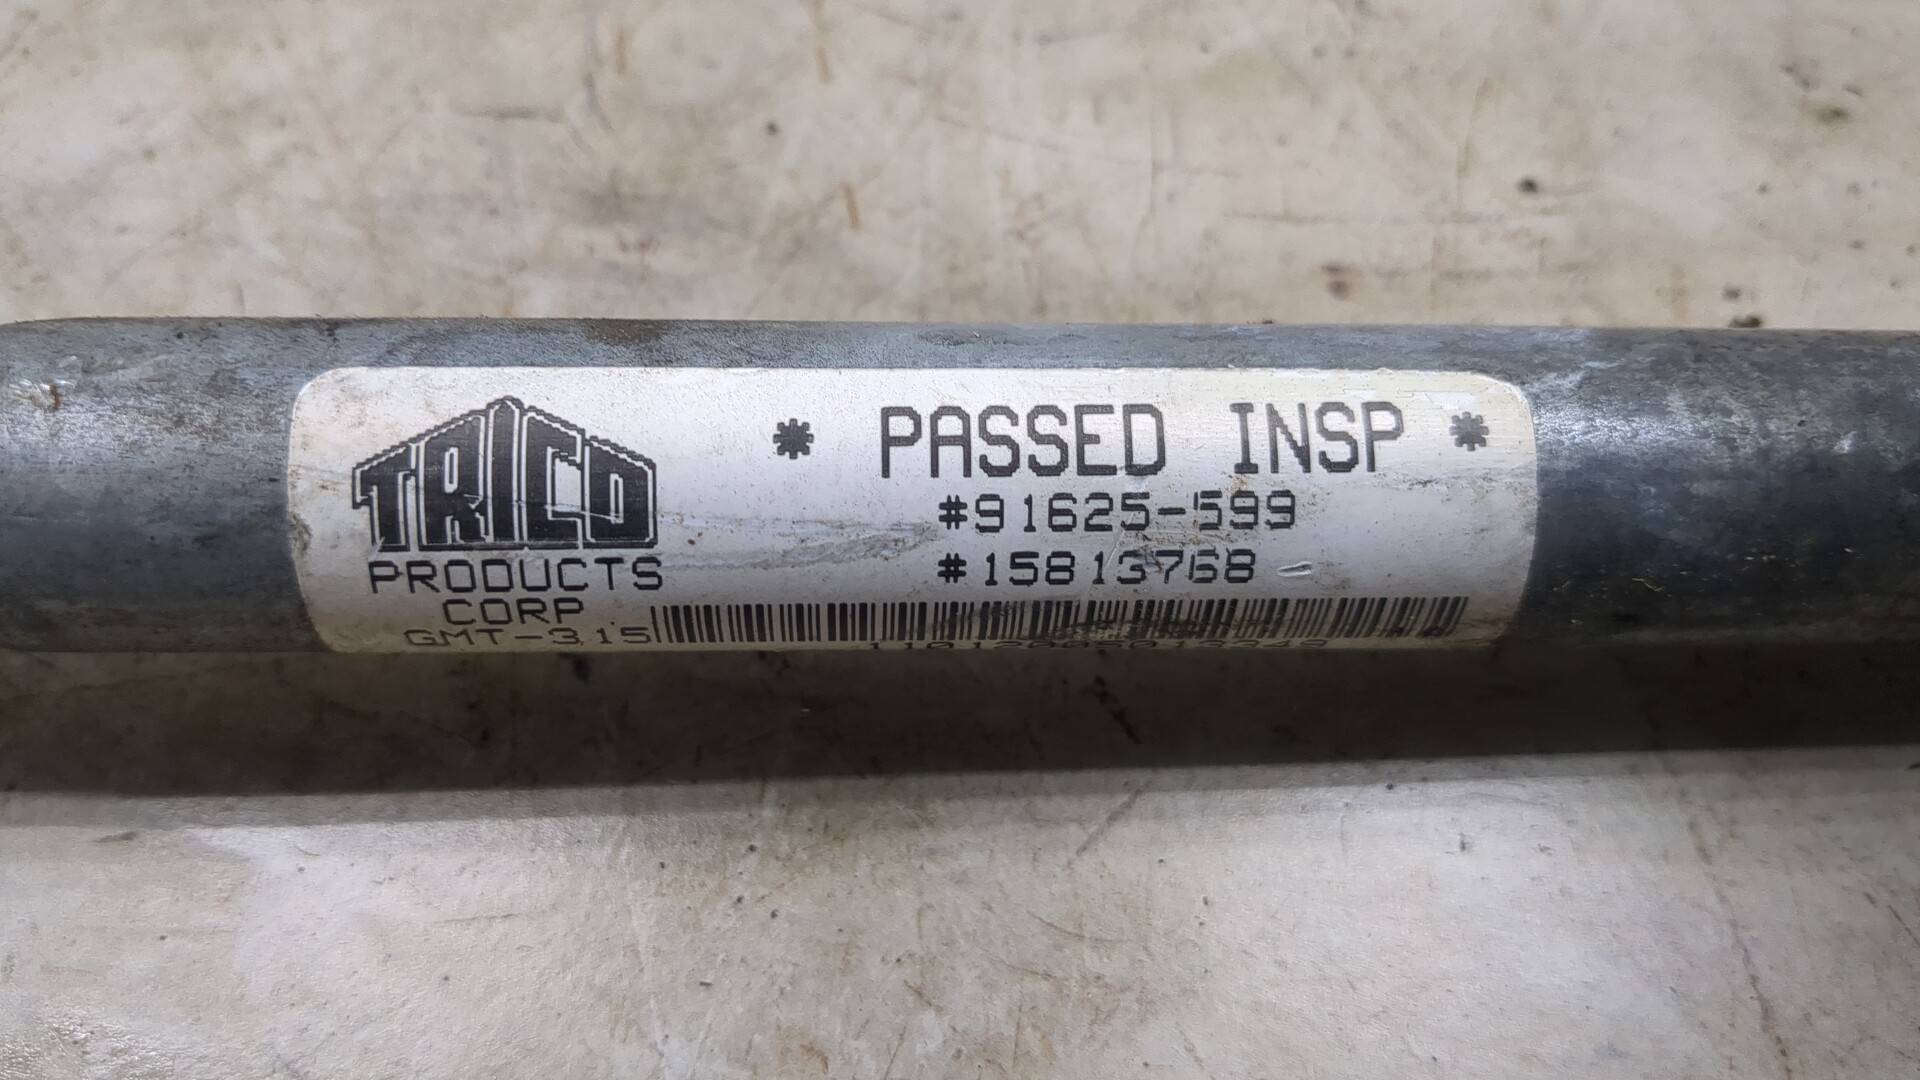 TRICO
PRODUCTS
CORP
GMT-315
* PASSED INSP *
#91625-599
#15813768